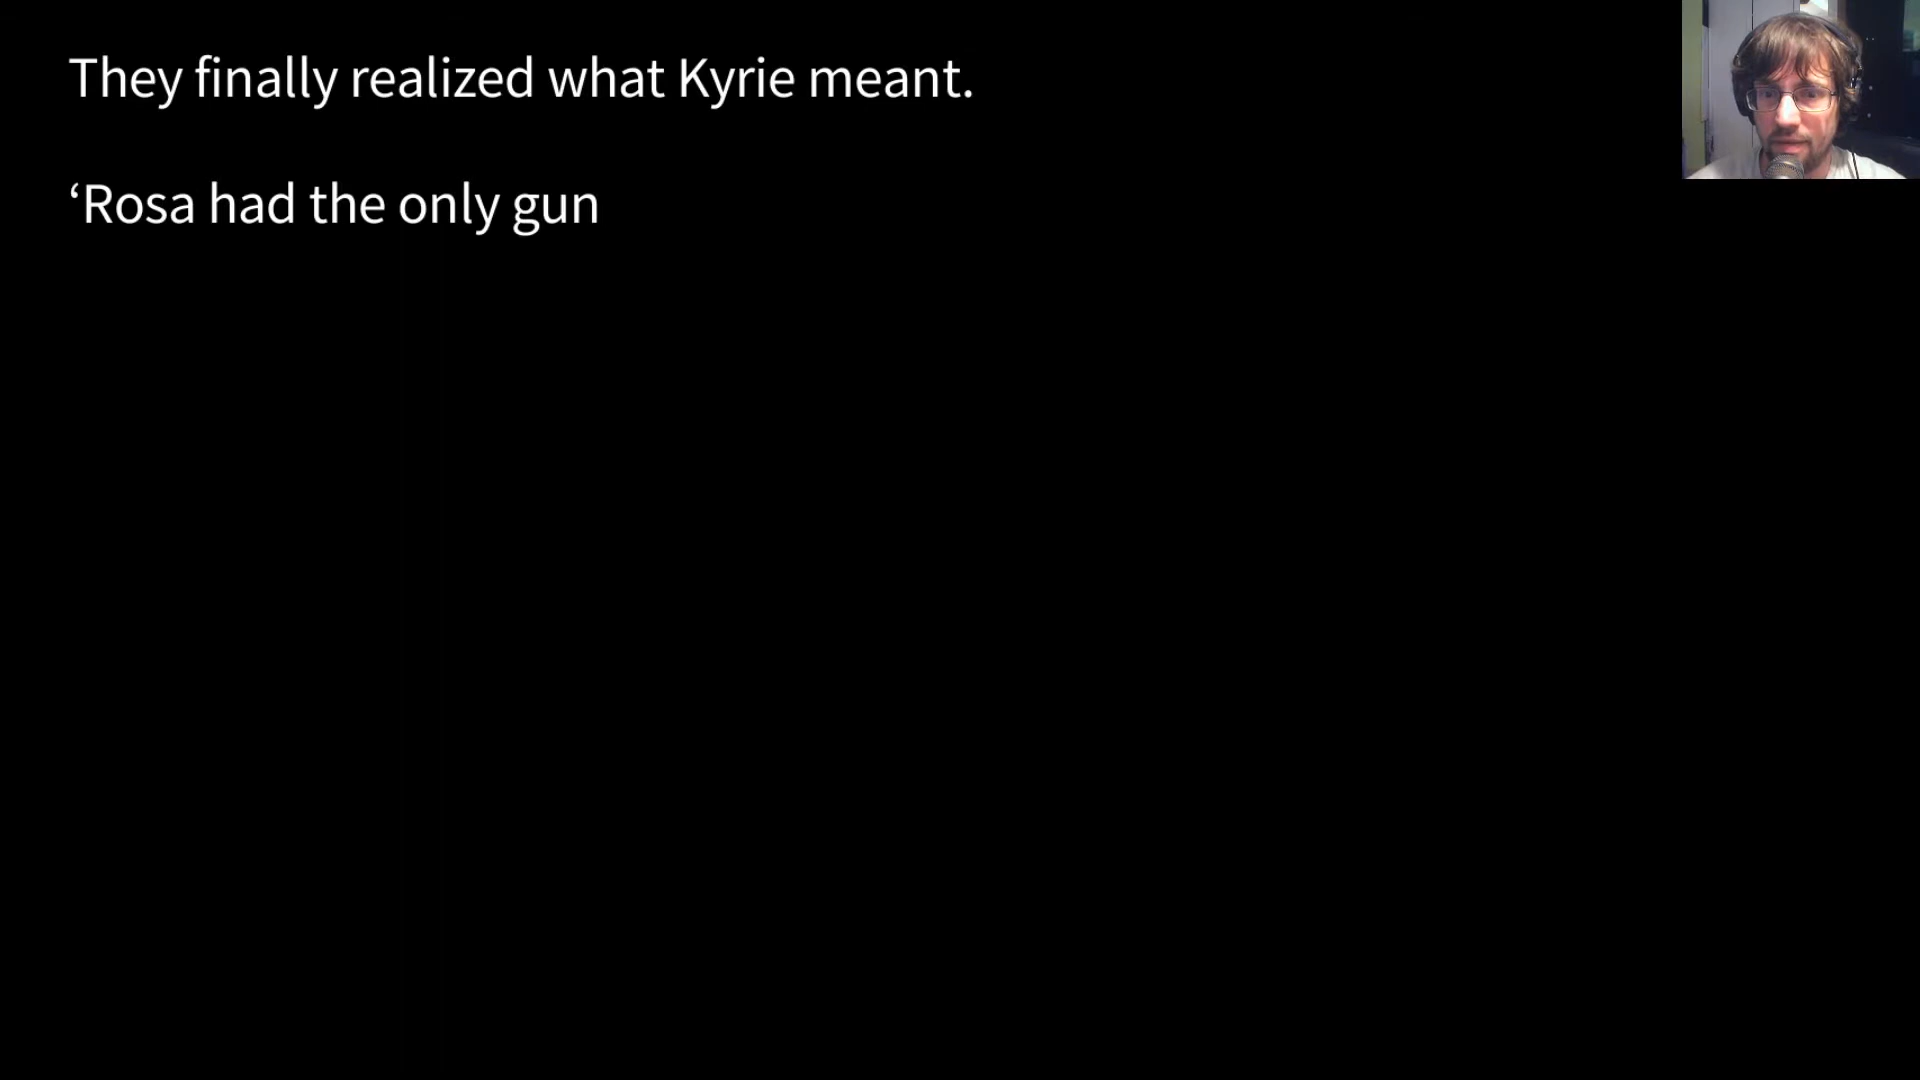 They finally realized what Kyrie meant.
‘Rosa had the only gun